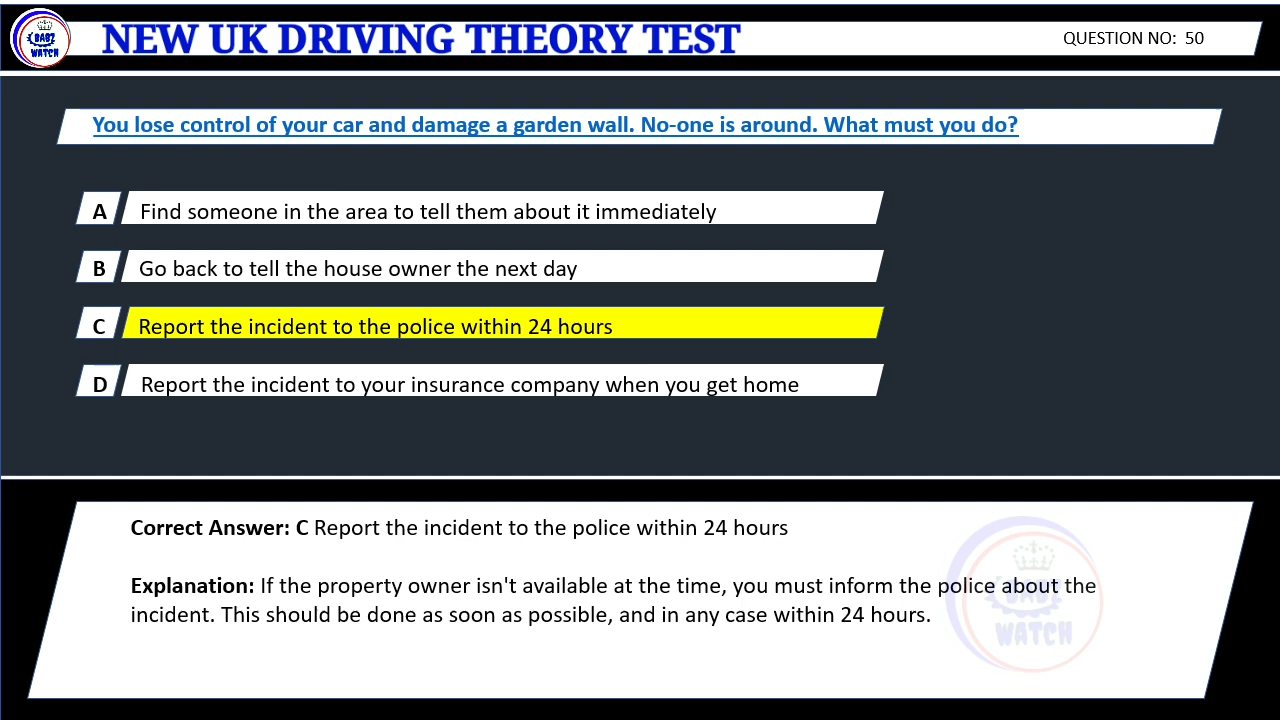 BABZ
WATCH
NEW UK DRIVING THEORY TEST
QUESTION NO: 50
You lose control of your car and damage a garden wall. No-one is around. What must you do?
A Find someone in the area to tell them about it immediately
B Go back to tell the house owner the next day
C Report the incident to the police within 24 hours
D Report the incident to your insurance company when you get home
Correct Answer: C Report the incident to the police within 24 hours
Explanation: If the property owner isn't available at the time, you must inform the police about the
incident. This should be done as soon as possible, and in any case within 24 hours.
BABZ
WATCH